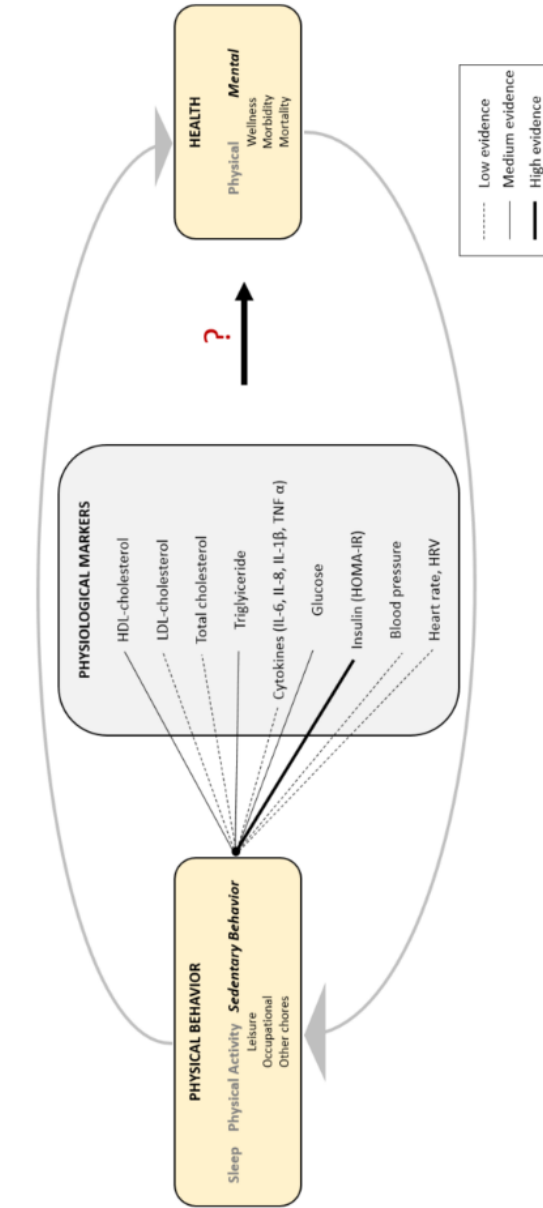 PHYSICAL BEHAVIOR
Sleep Physical Activity Sedentary Behavior
Leisure
Occupational
Other chores
PHYSIOLOGICAL MARKERS
HDL-cholesterol
LDL-cholesterol
Total cholesterol
Triglyiceride
Cytokines (IL-6, IL-8, IL-1β, TNF α)
Glucose
Insulin (HOMA-IR)
Blood pressure
Heart rate, HRV
?
HEALTH
Physical Mental
Wellness
Morbidity
Mortality
Low evidence
Medium evidence
High evidence